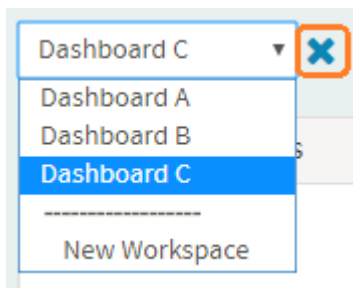 Dashboard C
Dashboard A
Dashboard B
Dashboard C
------------------
New Workspace